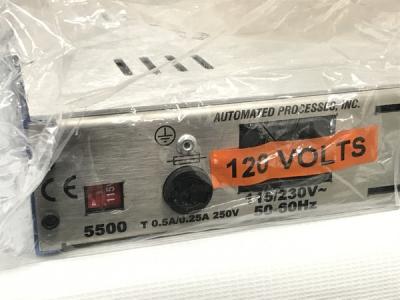 AUTOMATED PROCESSES, INC.
120 VOLTS
CE
115
115/230V~
50-60Hz
5500
T 0.5A/0.25A 250V